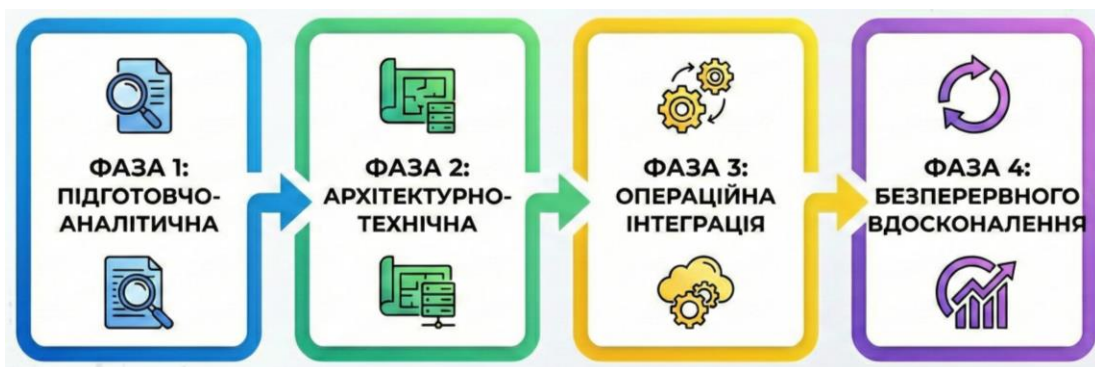 ФАЗА 1:
ПІДГОТОВЧО-
АНАЛІТИЧНА
ФАЗА 2:
АРХІТЕКТУРНО-
ТЕХНІЧНА
ФАЗА 3:
ОПЕРАЦІЙНА
ІНТЕГРАЦІЯ
ФАЗА 4:
БЕЗПЕРЕРВНОГО
ВДОСКОНАЛЕННЯ